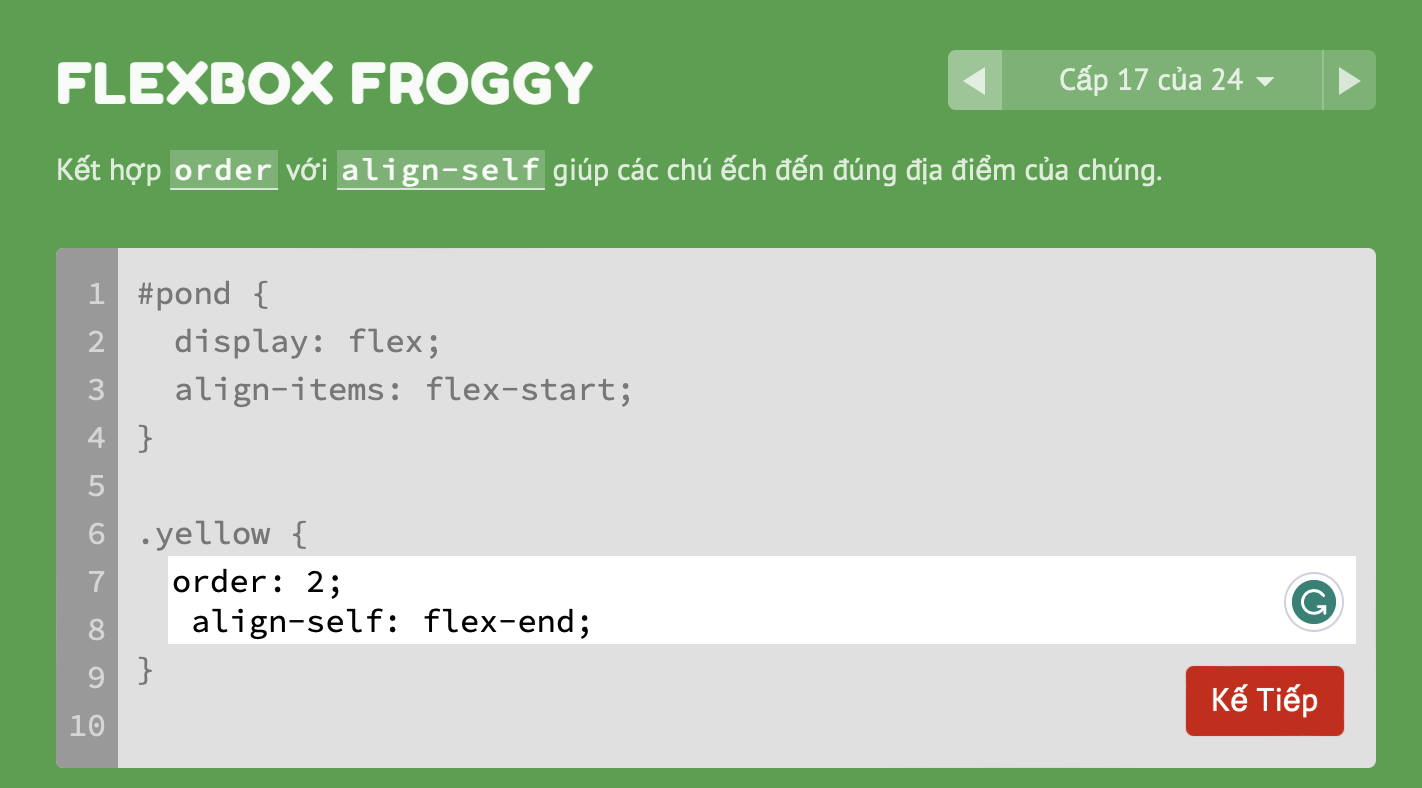 FLEXBOX FROGGY
Cấp 17 của 24
Kết hợp order với align-self giúp các chú ếch đến đúng địa điểm của chúng.
1 #pond {
2 display: flex;
3 align-items: flex-start;
4 }
5
6 .yellow {
7 order: 2;
8 align-self: flex-end;
9 }
10
Kế Tiếp